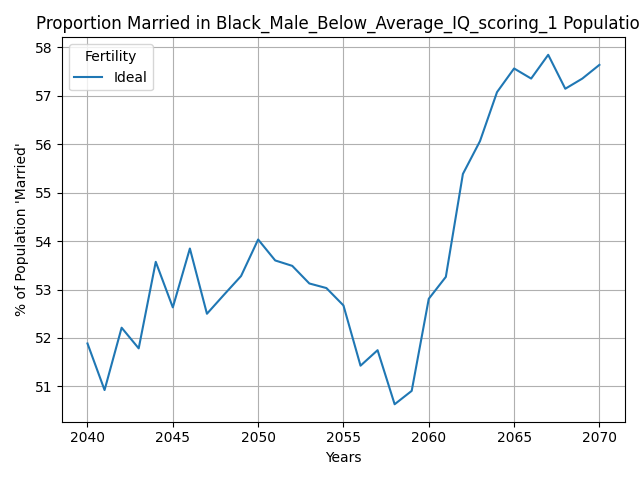 Proportion Married in Black_Male_Below_Average_IQ_scoring_1 Populatio
Fertility
Ideal
58
57
56
55
54
53
52
51
% of Population 'Married'
2040 2045 2050 2055 2060 2065 2070
Years